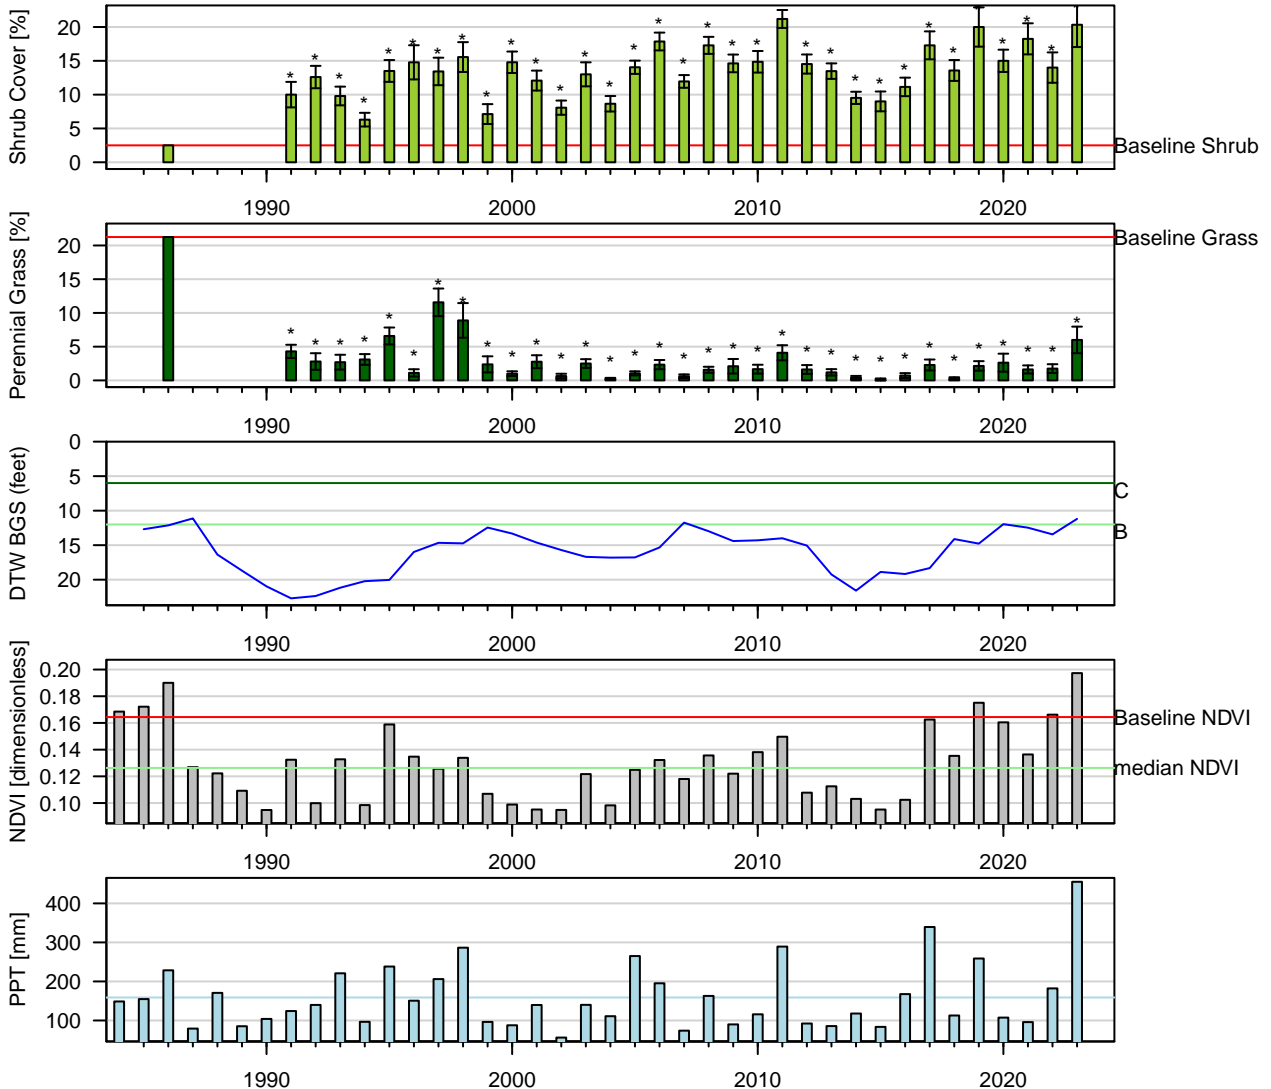 Shrub Cover [%]
20
15
10
5
0
* * * * * * * * * * * * * * * * * * * * * * * * * * * * *
Baseline Shrub
1990 2000 2010 2020
Perennial Grass [%]
20
15
10
5
0
* * * * * * * * * * * * * * * * * * * * * * * * * * * * * * * * *
Baseline Grass
1990 2000 2010 2020
DTW BGS (feet)
0
5
10
15
20
C
B
1990 2000 2010 2020
NDVI [dimensionless]
0.20
0.18
0.16
0.14
0.12
0.10
Baseline NDVI
median NDVI
1990 2000 2010 2020
PPT [mm]
400
300
200
100
1990 2000 2010 2020